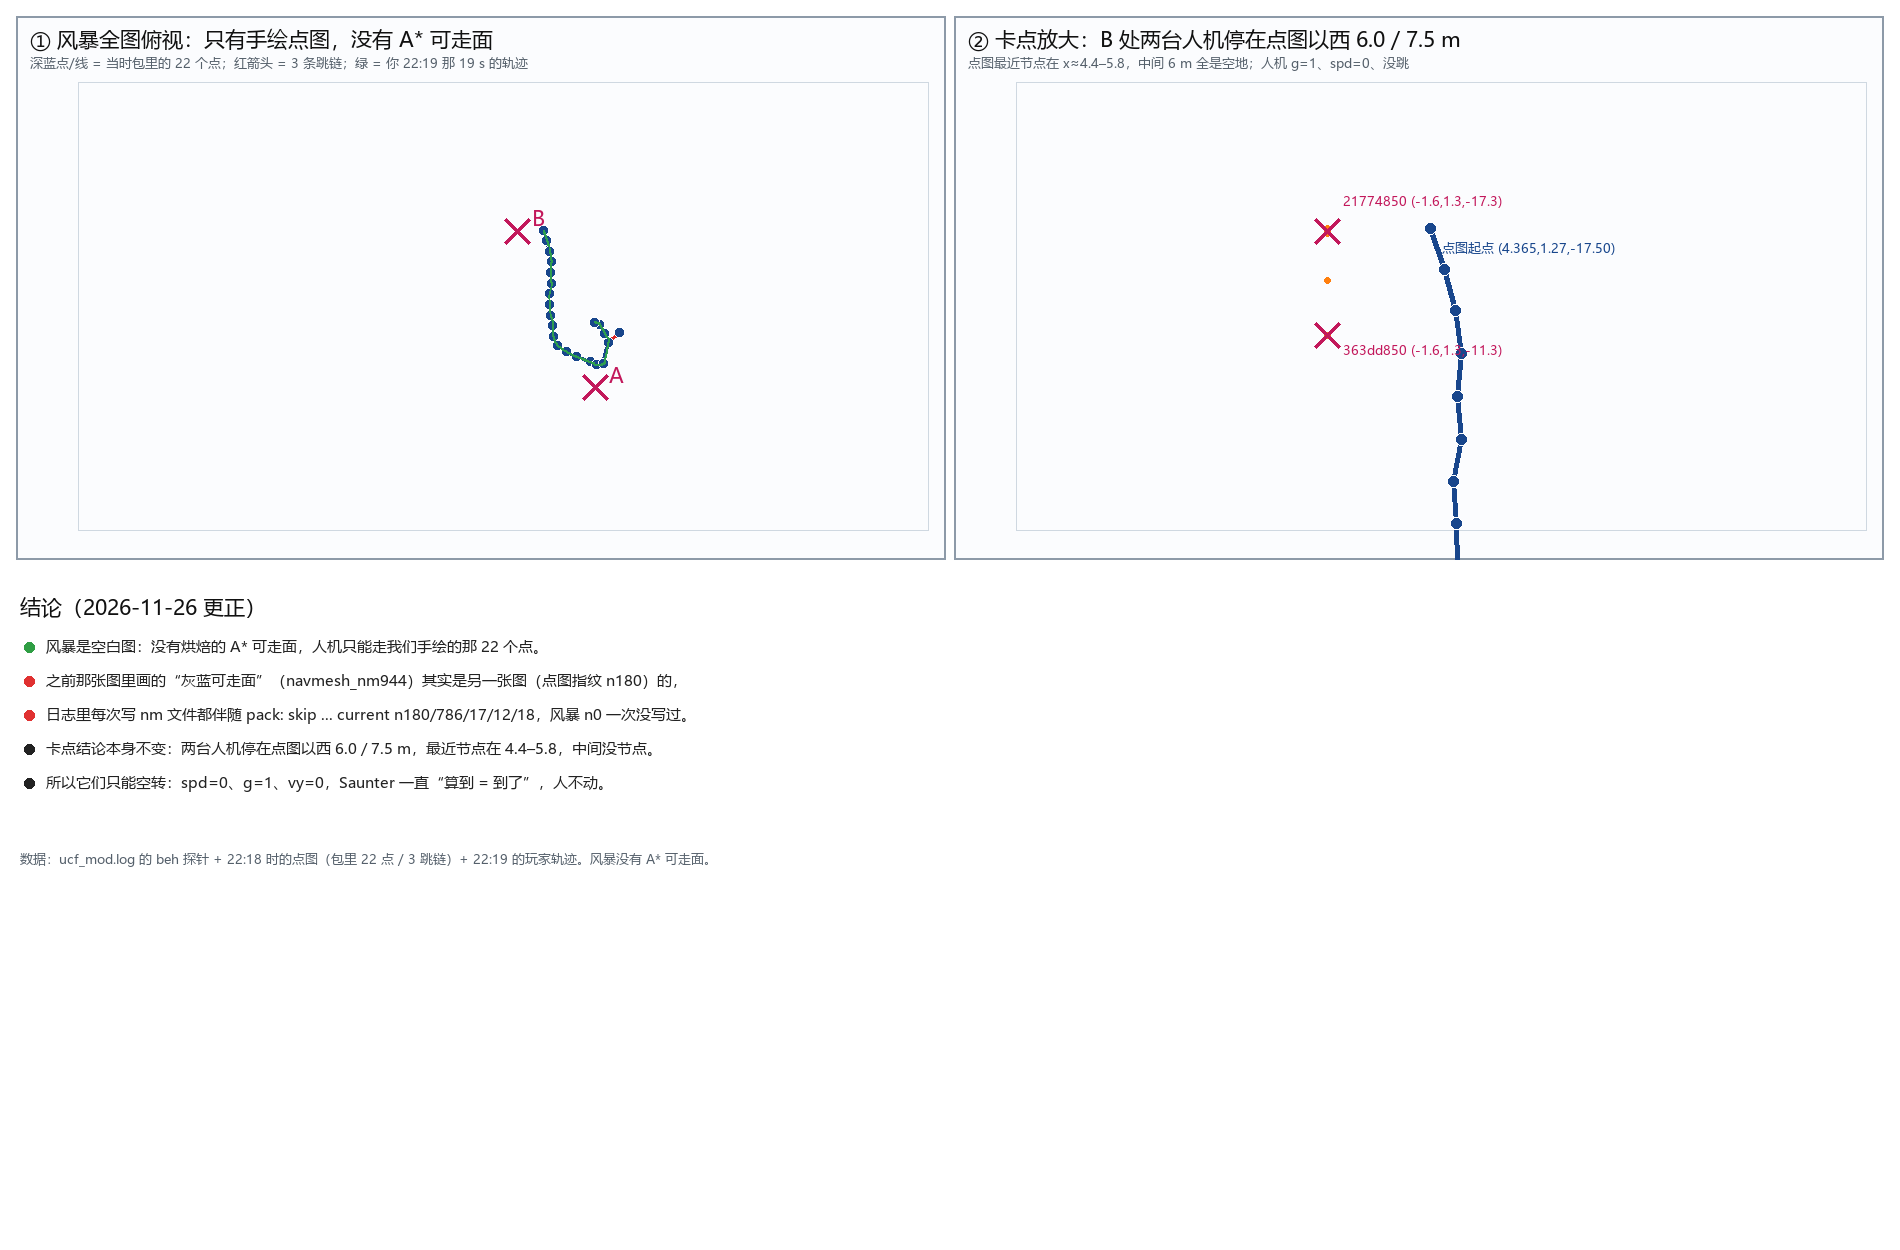 ① 风暴全图俯视：只有手绘点图，没有 A* 可走面
深蓝点/线 = 当时包里的 22 个点；红箭头 = 3 条跳链；绿 = 你 22:19 那 19 s 的轨迹
B
A
② 卡点放大：B 处两台人机停在点图以西 6.0 / 7.5 m
点图最近节点在 x≈4.4–5.8，中间 6 m 全是空地；人机 g=1、spd=0、没跳
21774850 (-1.6,1.3,-17.3)
点图起点 (4.365,1.27,-17.50)
363dd850 (-1.6,1.3,-11.3)
结论（2026-11-26 更正）
风暴是空白图：没有烘焙的 A* 可走面，人机只能走我们手绘的那 22 个点。
之前那张图里画的“灰蓝可走面”（navmesh_nm944）其实是另一张图（点图指纹 n180）的，
日志里每次写 nm 文件都伴随 pack: skip ... current n180/786/17/12/18，风暴 n0 一次没写过。
卡点结论本身不变：两台人机停在点图以西 6.0 / 7.5 m，最近节点在 4.4–5.8，中间没节点。
所以它们只能空转：spd=0、g=1、vy=0，Saunter 一直“算到 = 到了”，人不动。
数据：ucf_mod.log 的 beh 探针 + 22:18 时的点图（包里 22 点 / 3 跳链）+ 22:19 的玩家轨迹。风暴没有 A* 可走面。